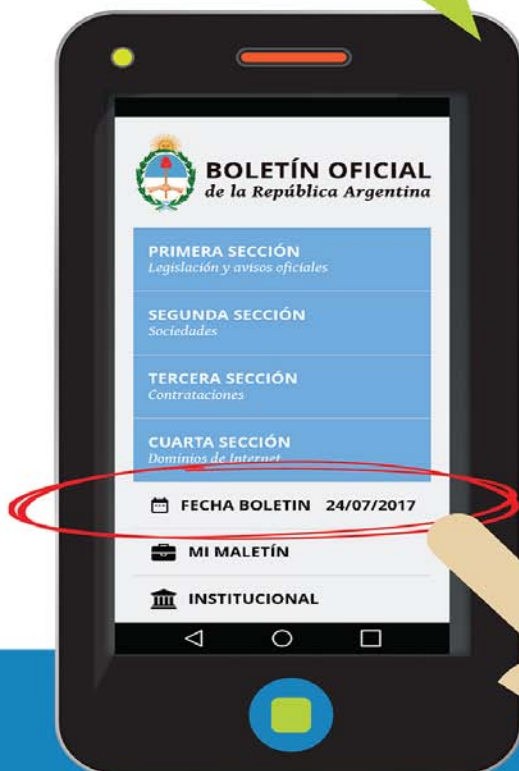 BOLETÍN OFICIAL
de la República Argentina
PRIMERA SECCIÓN
Legislación y avisos oficiales
SEGUNDA SECCIÓN
Sociedades
TERCERA SECCIÓN
Contrataciones
CUARTA SECCIÓN
Dominios de Internet
FECHA BOLETIN 24/07/2017
MI MALETÍN
INSTITUCIONAL